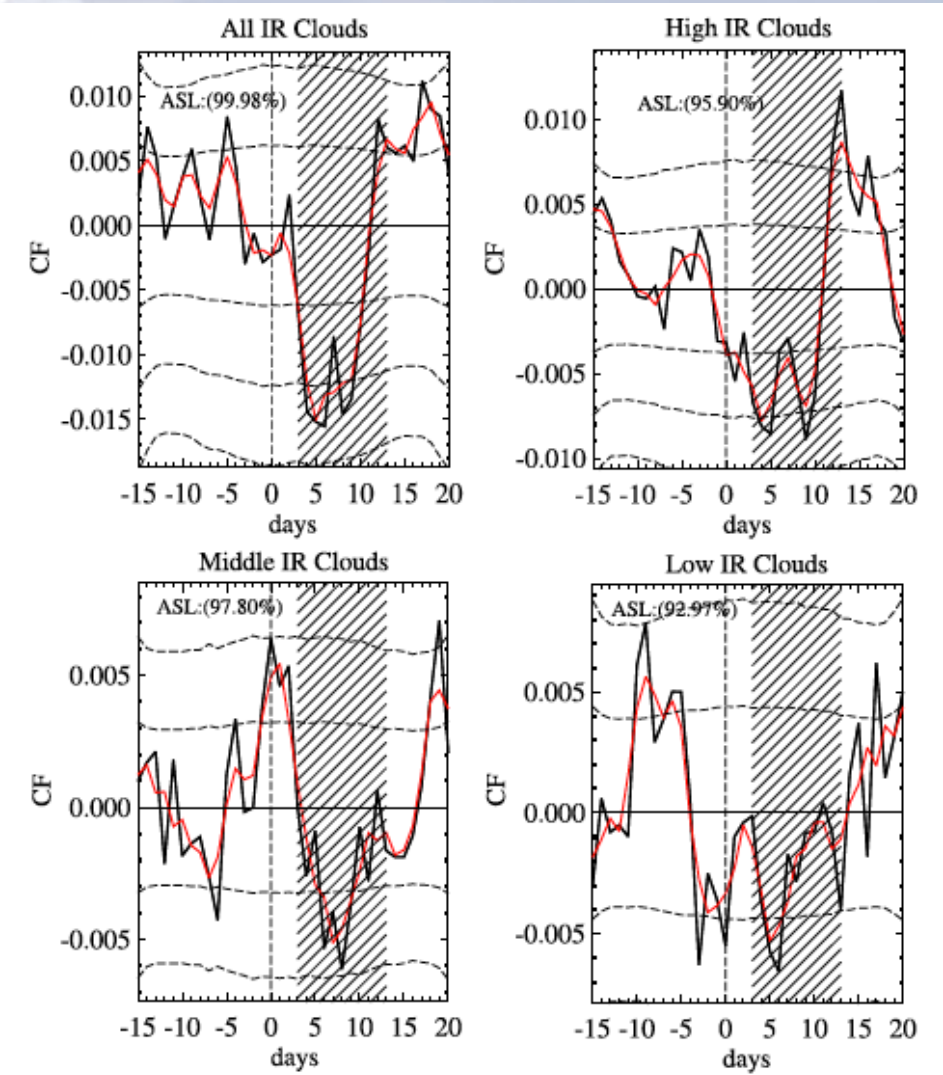 All IR Clouds
0.010
0.005
0.000
-0.005
-0.010
-0.015
CF
ASL:(99.98%)
-15 -10 -5 0 5 10 15 20
days
High IR Clouds
0.010
0.005
0.000
-0.005
-0.010
CF
ASL:(95.90%)
-15 -10 -5 0 5 10 15 20
days
Middle IR Clouds
0.005
0.000
-0.005
CF
ASL:(97.80%)
-15 -10 -5 0 5 10 15 20
days
Low IR Clouds
0.005
0.000
-0.005
CF
ASL:(92.97%)
-15 -10 -5 0 5 10 15 20
days